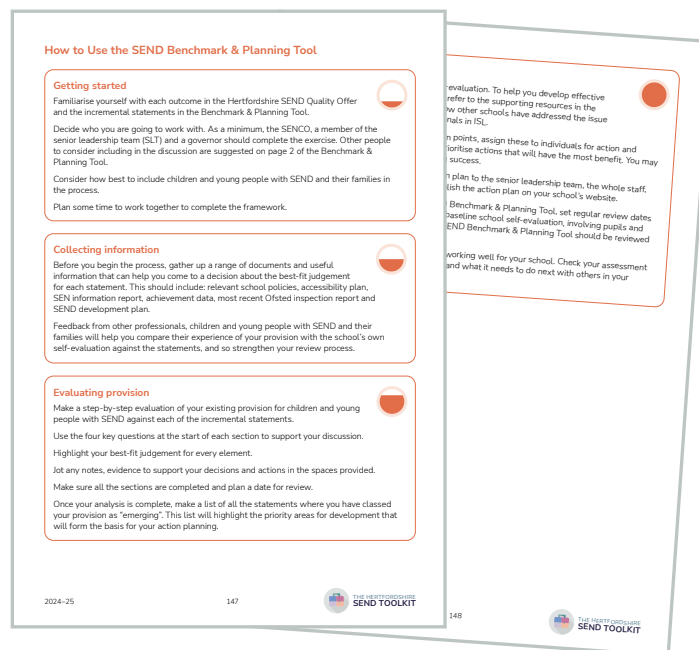 How to Use the SEND Benchmark & Planning Tool
Getting started
Familiarise yourself with each outcome in the Hertfordshire SEND Quality Offer
and the incremental statements in the Benchmark & Planning Tool.
Decide who you are going to work with. As a minimum, the SENCO, a member of the
senior leadership team (SLT) and a governor should complete the exercise. Other people
to consider including in the discussion are suggested on page 2 of the Benchmark &
Planning Tool.
Consider how best to include children and young people with SEND and their families in
the process.
Plan some time to work together to complete the framework.
Collecting information
Before you begin the process, gather up a range of documents and useful
information that can help you come to a decision about the best-fit judgement
for each statement. This should include: relevant school policies, accessibility plan,
SEN information report, achievement data, most recent Ofsted inspection report and
SEND development plan.
Feedback from other professionals, children and young people with SEND and their
families will help you compare their experience of your provision with the school's own
self-evaluation against the statements, and so strengthen your review process.
Evaluating provision
Make a step-by-step evaluation of your existing provision for children and young
people with SEND against each of the incremental statements.
Use the four key questions at the start of each section to support your discussion.
Highlight your best-fit judgement for every element.
Jot any notes, evidence to support your decisions and actions in the spaces provided.
Make sure all the sections are completed and plan a date for review.
Once your analysis is complete, make a list of all the statements where you have classed
your provision as "emerging". This list will highlight the priority areas for development that
will form the basis for your action planning.
2024–25
147
THE HERTFORDSHIRE
SEND TOOLKIT
-evaluation. To help you develop effective
refer to the supporting resources in the
how other schools have addressed the issue
in ISL.
points, assign these to individuals for action and
actions that will have the most benefit. You may
success.
plan to the senior leadership team, the whole staff,
the action plan on your school's website.
Benchmark & Planning Tool, set regular review dates
baseline school self-evaluation, involving pupils and
SEND Benchmark & Planning Tool should be reviewed
working well for your school. Check your assessment
and what it needs to do next with others in your
148
THE HERTFORDSHIRE
SEND TOOLKIT